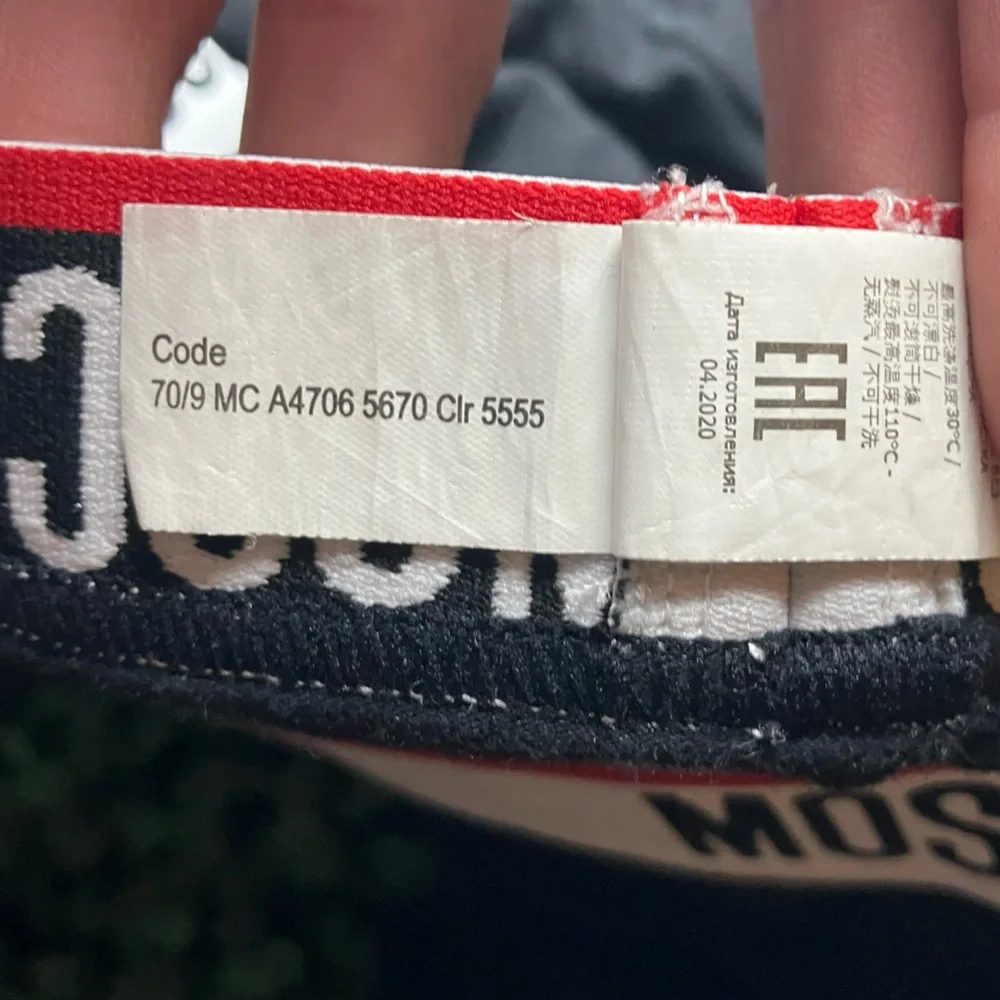 Code
70/9 MC A4706 5670 Clr 5555
Дата изготовления:
04.2020
EAC
最高洗涤温度30°C /
不可漂白 /
不可滚筒干燥 /
熨烫最高温度110°C -
无蒸汽 / 不可干洗
MOS